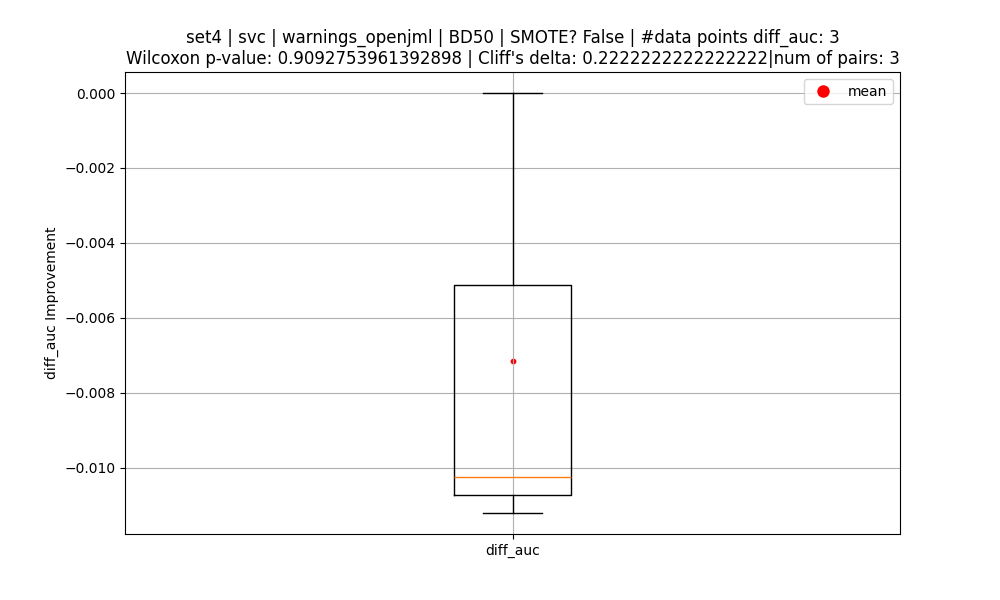 set4 | svc | warnings_openjml | BD50 | SMOTE? False | #data points diff_auc: 3
Wilcoxon p-value: 0.9092753961392898 | Cliff's delta: 0.2222222222222222|num of pairs: 3
mean
0.000
−0.002
−0.004
−0.006
−0.008
−0.010
diff_auc Improvement
diff_auc